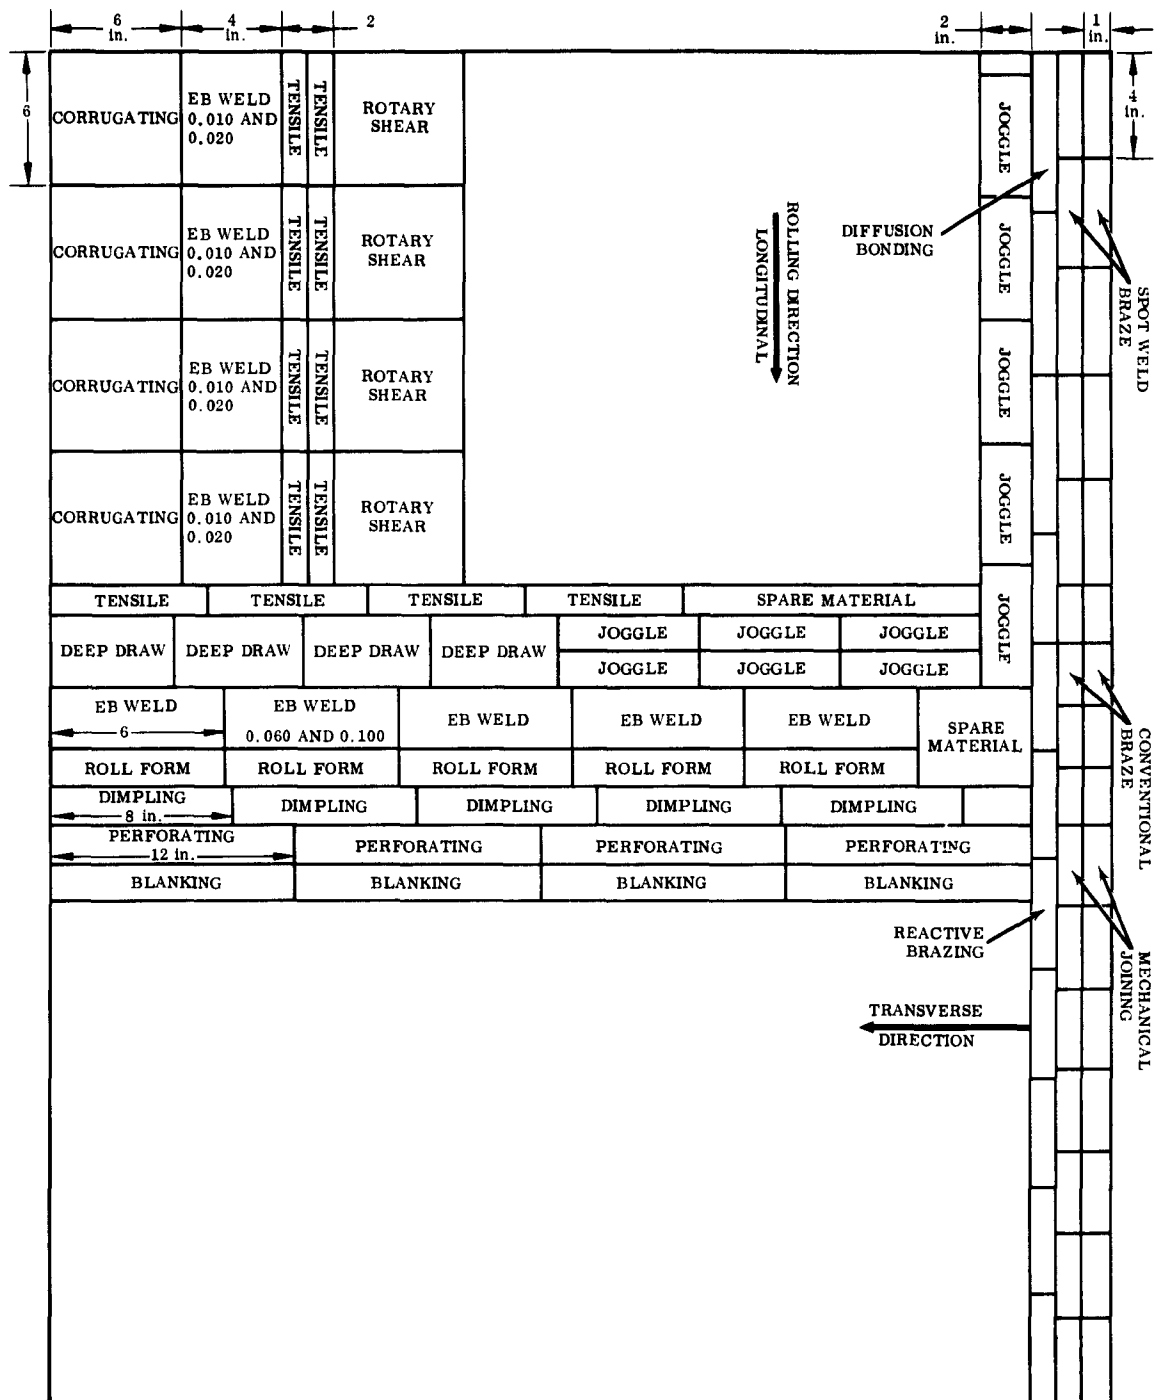 6
in.
4
in.
2
2
in.
1
in.
6
4
in.
CORRUGATING
EB WELD
0.010 AND
0.020
TENSILE
TENSILE
ROTARY
SHEAR
JOGGLE
CORRUGATING
EB WELD
0.010 AND
0.020
TENSILE
TENSILE
ROTARY
SHEAR
ROLLING DIRECTION
LONGITUDINAL
DIFFUSION
BONDING
JOGGLE
SPOT WELD
BRAZE
CORRUGATING
EB WELD
0.010 AND
0.020
TENSILE
TENSILE
ROTARY
SHEAR
JOGGLE
CORRUGATING
EB WELD
0.010 AND
0.020
TENSILE
TENSILE
ROTARY
SHEAR
JOGGLE
TENSILE
TENSILE
TENSILE
TENSILE
SPARE MATERIAL
JOGGLE
DEEP DRAW
DEEP DRAW
DEEP DRAW
DEEP DRAW
JOGGLE
JOGGLE
JOGGLE
JOGGLE
JOGGLE
JOGGLE
EB WELD
6
EB WELD
0.060 AND 0.100
EB WELD
EB WELD
EB WELD
SPARE
MATERIAL
CONVENTIONAL
BRAZE
ROLL FORM
ROLL FORM
ROLL FORM
ROLL FORM
ROLL FORM
DIMPLING
8 in.
DIMPLING
DIMPLING
DIMPLING
DIMPLING
PERFORATING
12 in.
PERFORATING
PERFORATING
PERFORATING
BLANKING
BLANKING
BLANKING
BLANKING
REACTIVE
BRAZING
MECHANICAL
JOINING
TRANSVERSE
DIRECTION